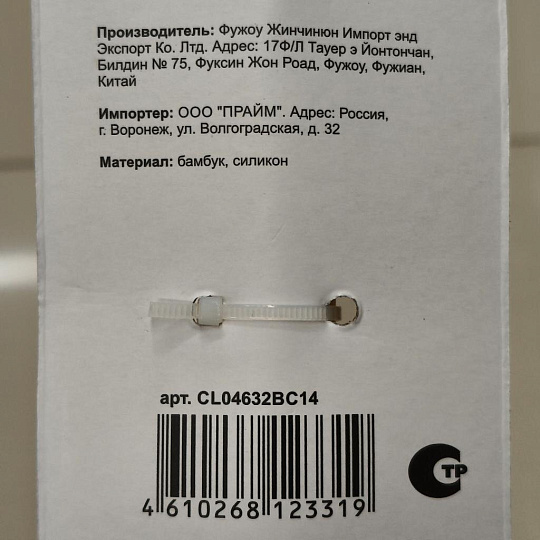 Производитель: Фужоу Жинчинюн Импорт энд
Экспорт Ко. Лтд. Адрес: 17Ф/Л Тауер э Йонтончан,
Билдин № 75, Фуксин Жон Роад, Фужоу, Фужиан,
Китай
Импортер: ООО "ПРАЙМ". Адрес: Россия,
г. Воронеж, ул. Волгоградская, д. 32
Материал: бамбук, силикон
арт. CL04632BC14
4 610268 123319
СТР